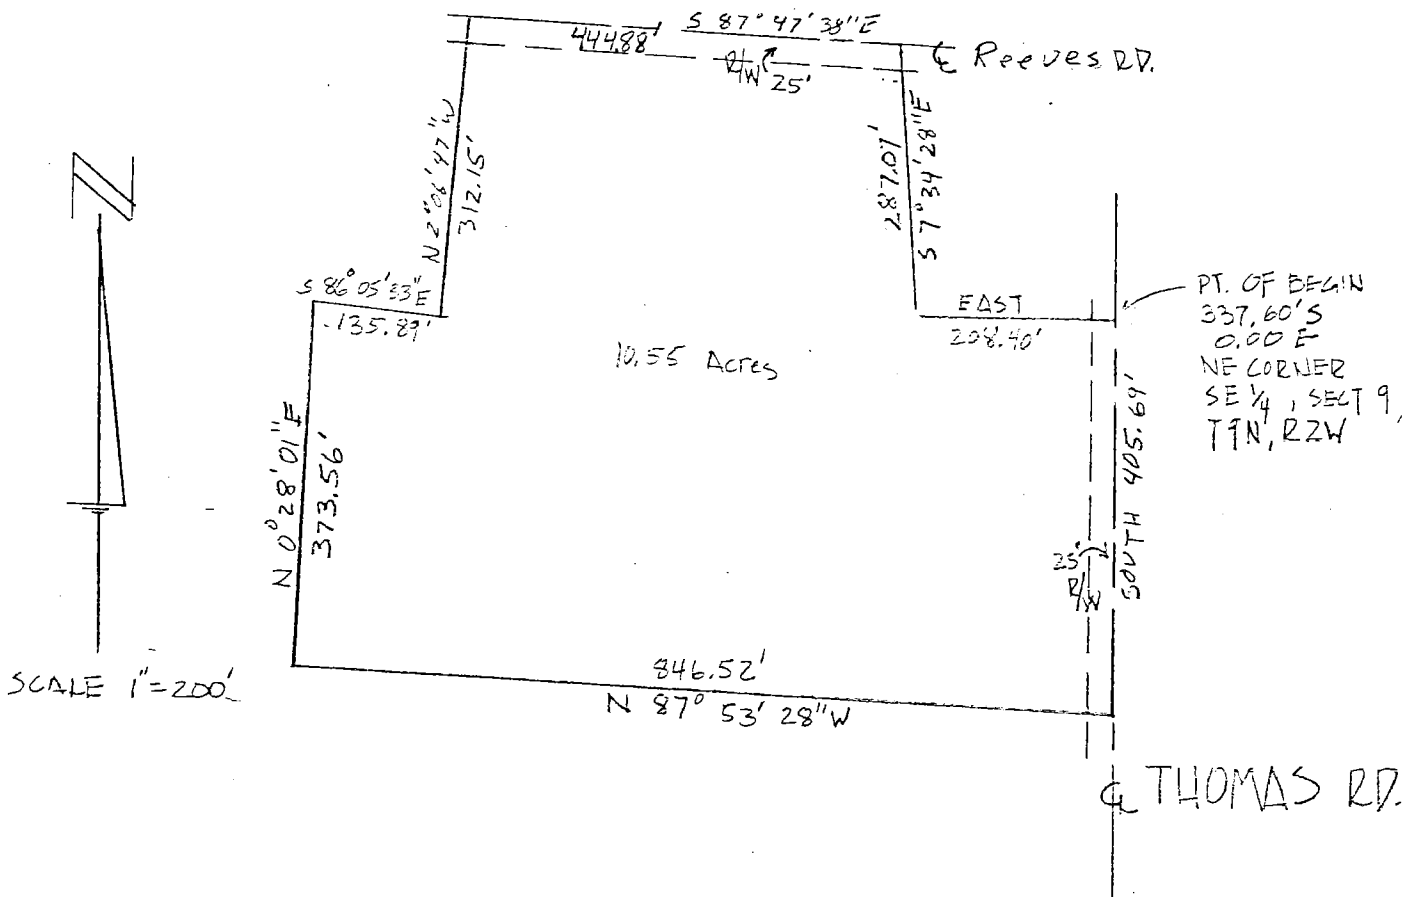 S 87° 47' 38" E
444.88'
R/W 25'
℄ Reeves RD.
N 2° 06' 47" W
312.15'
287.07'
S 7° 34' 28" E
S 86° 05' 33" E
135.89'
EAST
208.40'
PT. OF BEGIN
337.60' S
0.00 E
NE CORNER
SE 1/4, SECT 9,
T9N, R2W
10.55 Acres
N 0° 28' 01" E
373.56'
SOUTH 405.69'
25'
R/W
N
SCALE 1"=200'
846.52'
N 87° 53' 28" W
℄ THOMAS RD.